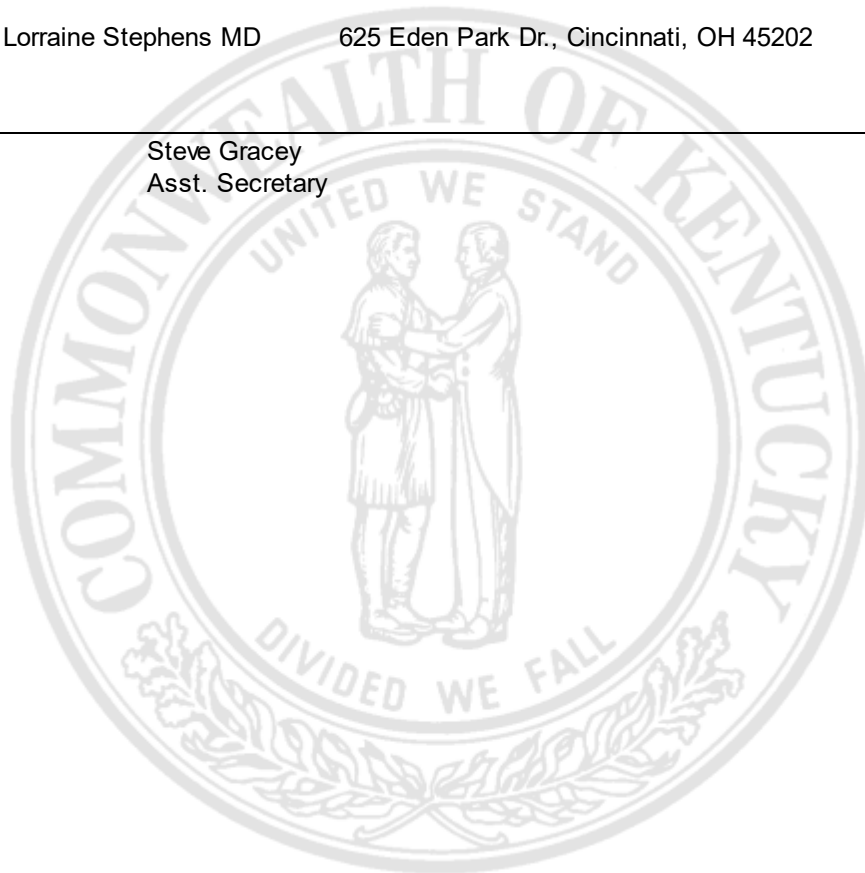 Lorraine Stephens MD 625 Eden Park Dr., Cincinnati, OH 45202
Steve Gracey
Asst. Secretary
COMMONWEALTH OF KENTUCKY
UNITED WE STAND
DIVIDED WE FALL